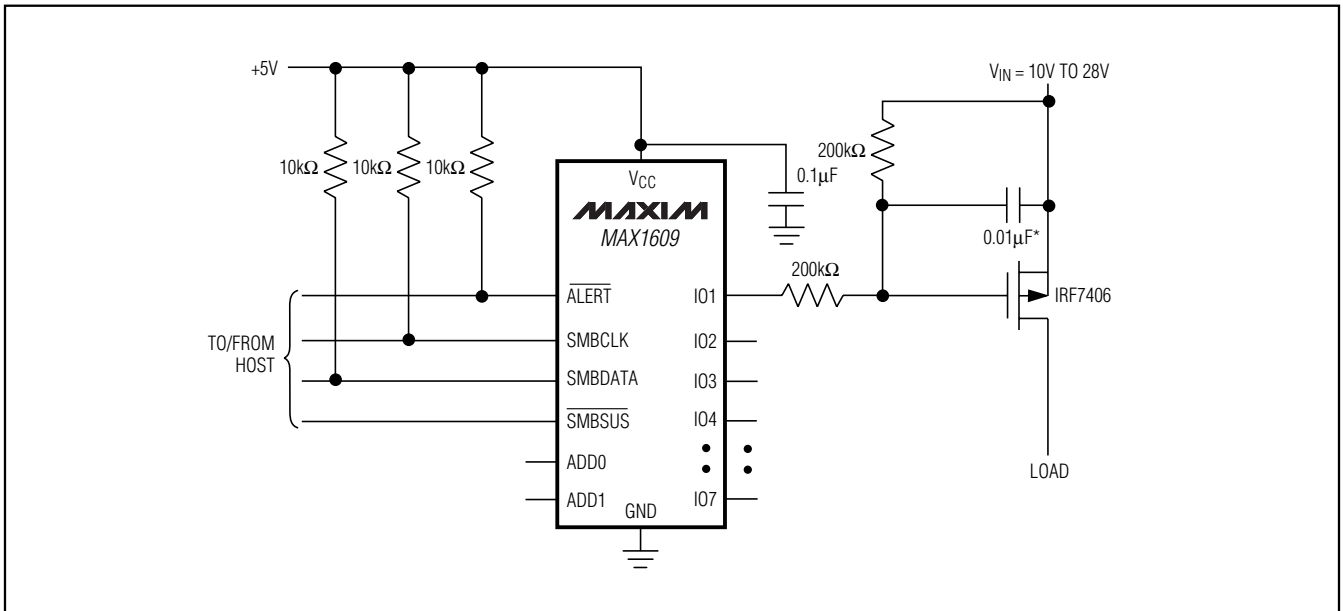 +5V
V_IN = 10V TO 28V
10kΩ 10kΩ 10kΩ
200kΩ
0.1µF
V_CC
MAXIM
MAX1609
0.01µF*
200kΩ
IRF7406
ALERT
IO1
SMBCLK
IO2
TO/FROM
HOST
SMBDATA
IO3
SMBSUS
IO4
ADD0
ADD1
IO7
GND
LOAD